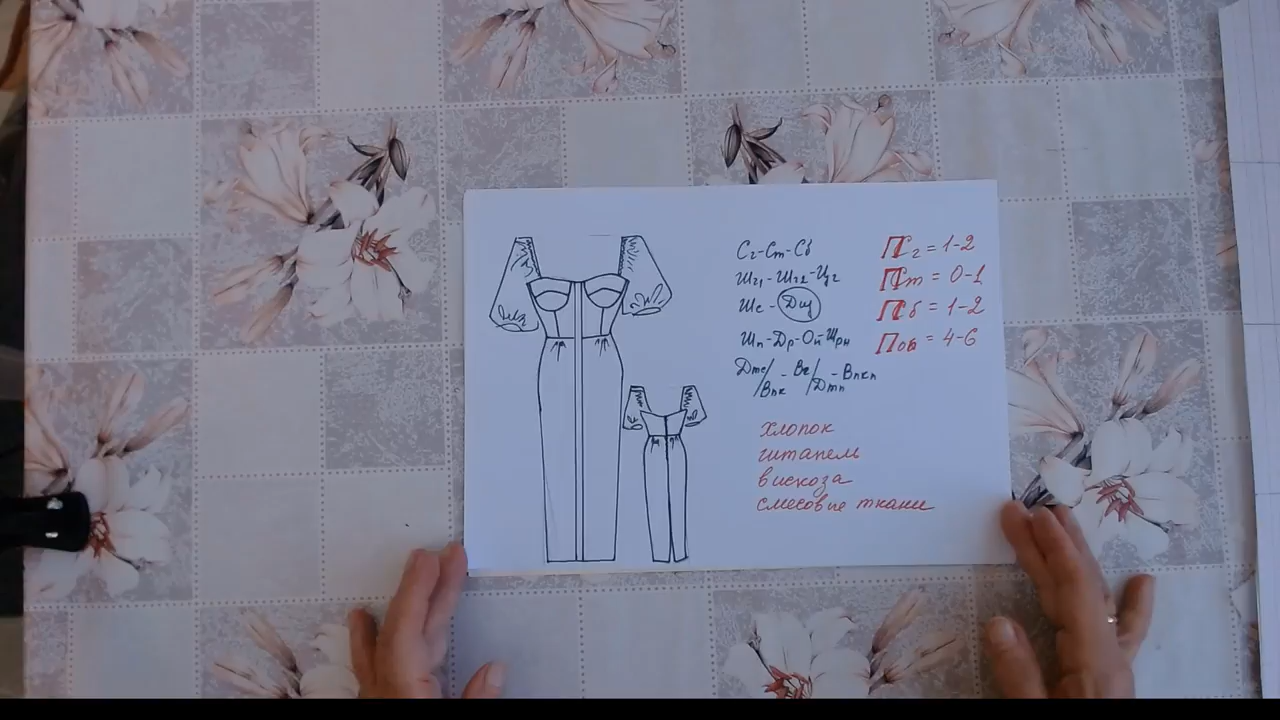 Сг-Ст-Сб
Шг₁-Шг₂-Цг
Шс-Диз
Шп-Др-Оп-Шрн
Дтс/Впк - Вг/Дтп - Впкп
Пг = 1-2
Пт = 0-1
Пб = 1-2
Поп = 4-6
хлопок
штапель
вискоза
смесовые ткани